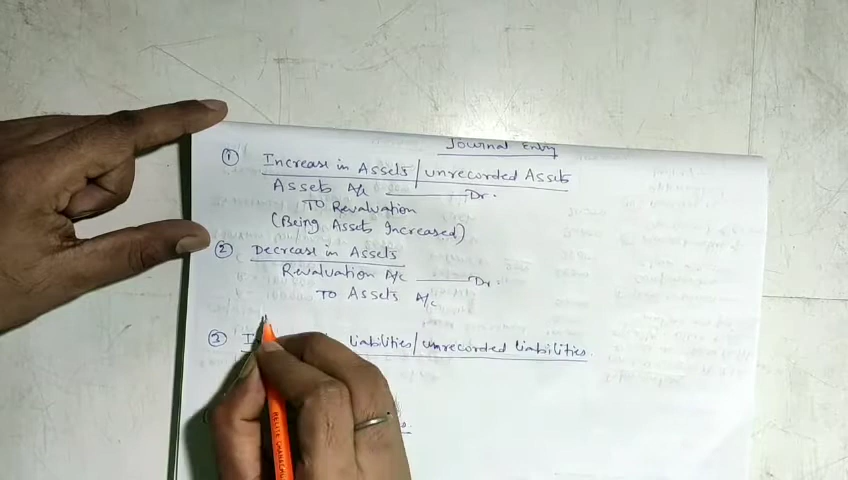 Journal Entry
① Increase in Assets / unrecorded Assets
Assets A/c ——— Dr.
TO Revaluation
(Being Assets Increased)
② Decrease in Assets
Revaluation A/c ——— Dr.
TO Assets A/c
③ liabilities / unrecorded liabilities.